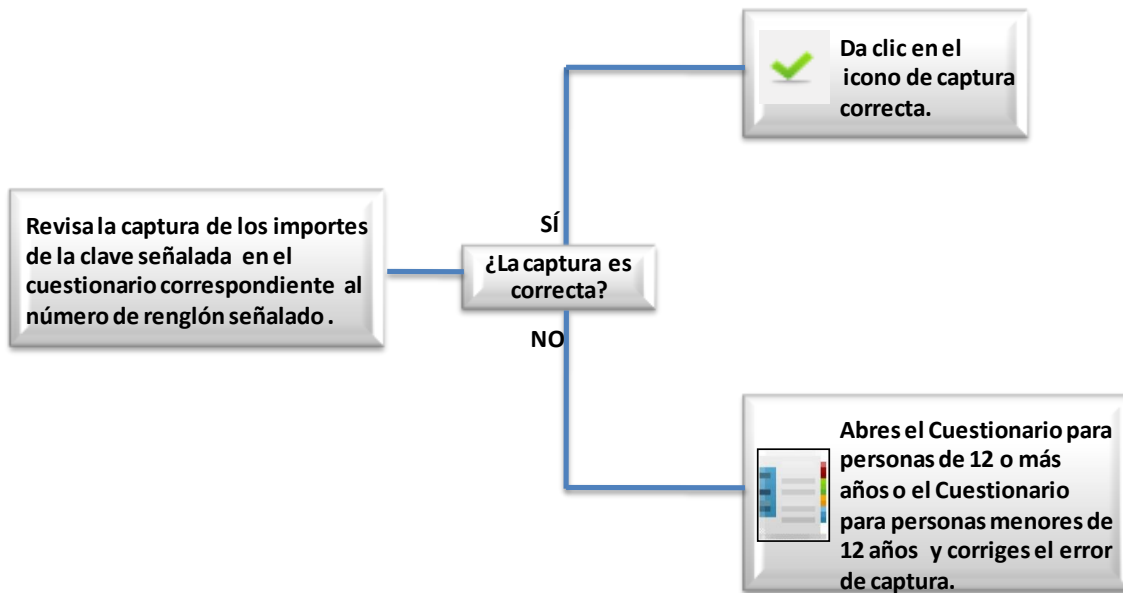 Revisa la captura de los importes
de la clave señalada en el
cuestionario correspondiente al
número de renglón señalado .
SÍ
¿La captura es
correcta?
NO
Da clic en el
icono de captura
correcta.
Abres el Cuestionario para
personas de 12 o más
años o el Cuestionario
para personas menores de
12 años y corriges el error
de captura.